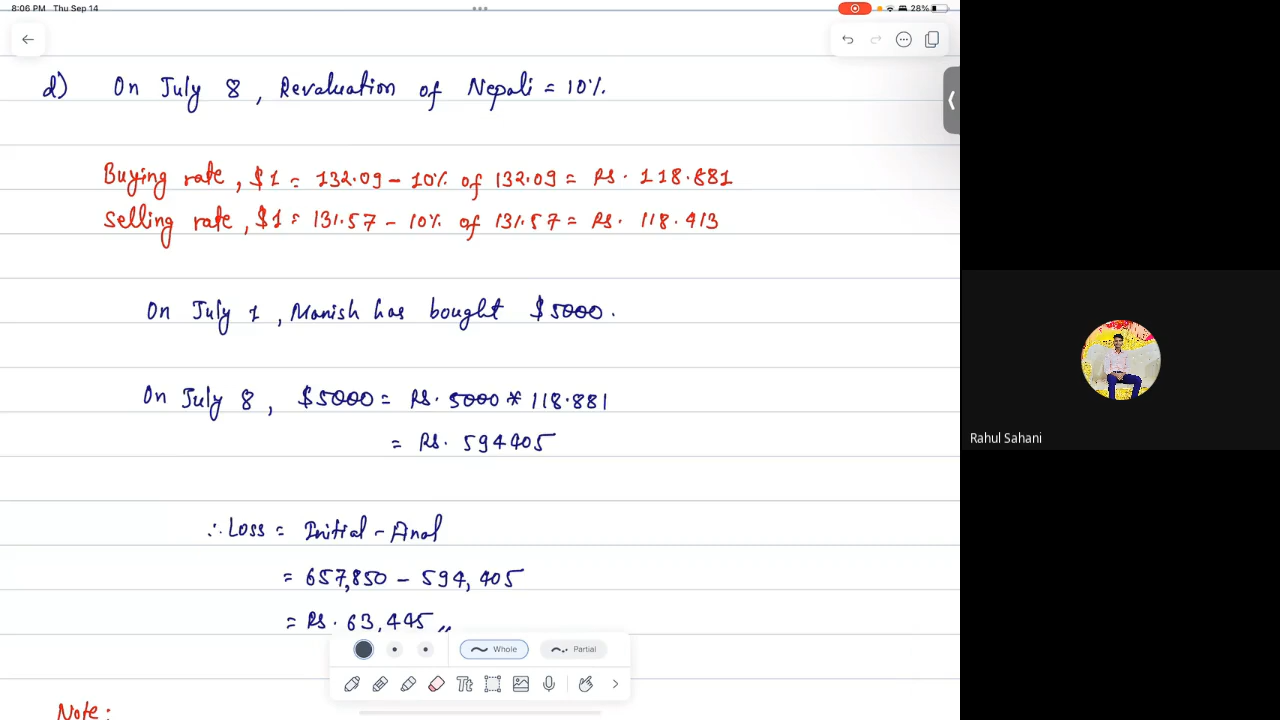 8:06 PM Thu Sep 14
28%
d) On July 8, Revaluation of Nepali = 10%.
Buying rate, $1 = 132.09 - 10% of 132.09 = Rs. 118.881
Selling rate, $1 = 131.57 - 10% of 131.57 = Rs. 118.413
On July 1, Manish has bought $5000.
On July 8, $5000 = Rs. 5000 * 118.881
= Rs. 594405
∴ Loss = Initial - Final
= 657,850 - 594,405
= Rs. 63,445
Whole
Partial
Tt
Note:
Rahul Sahani